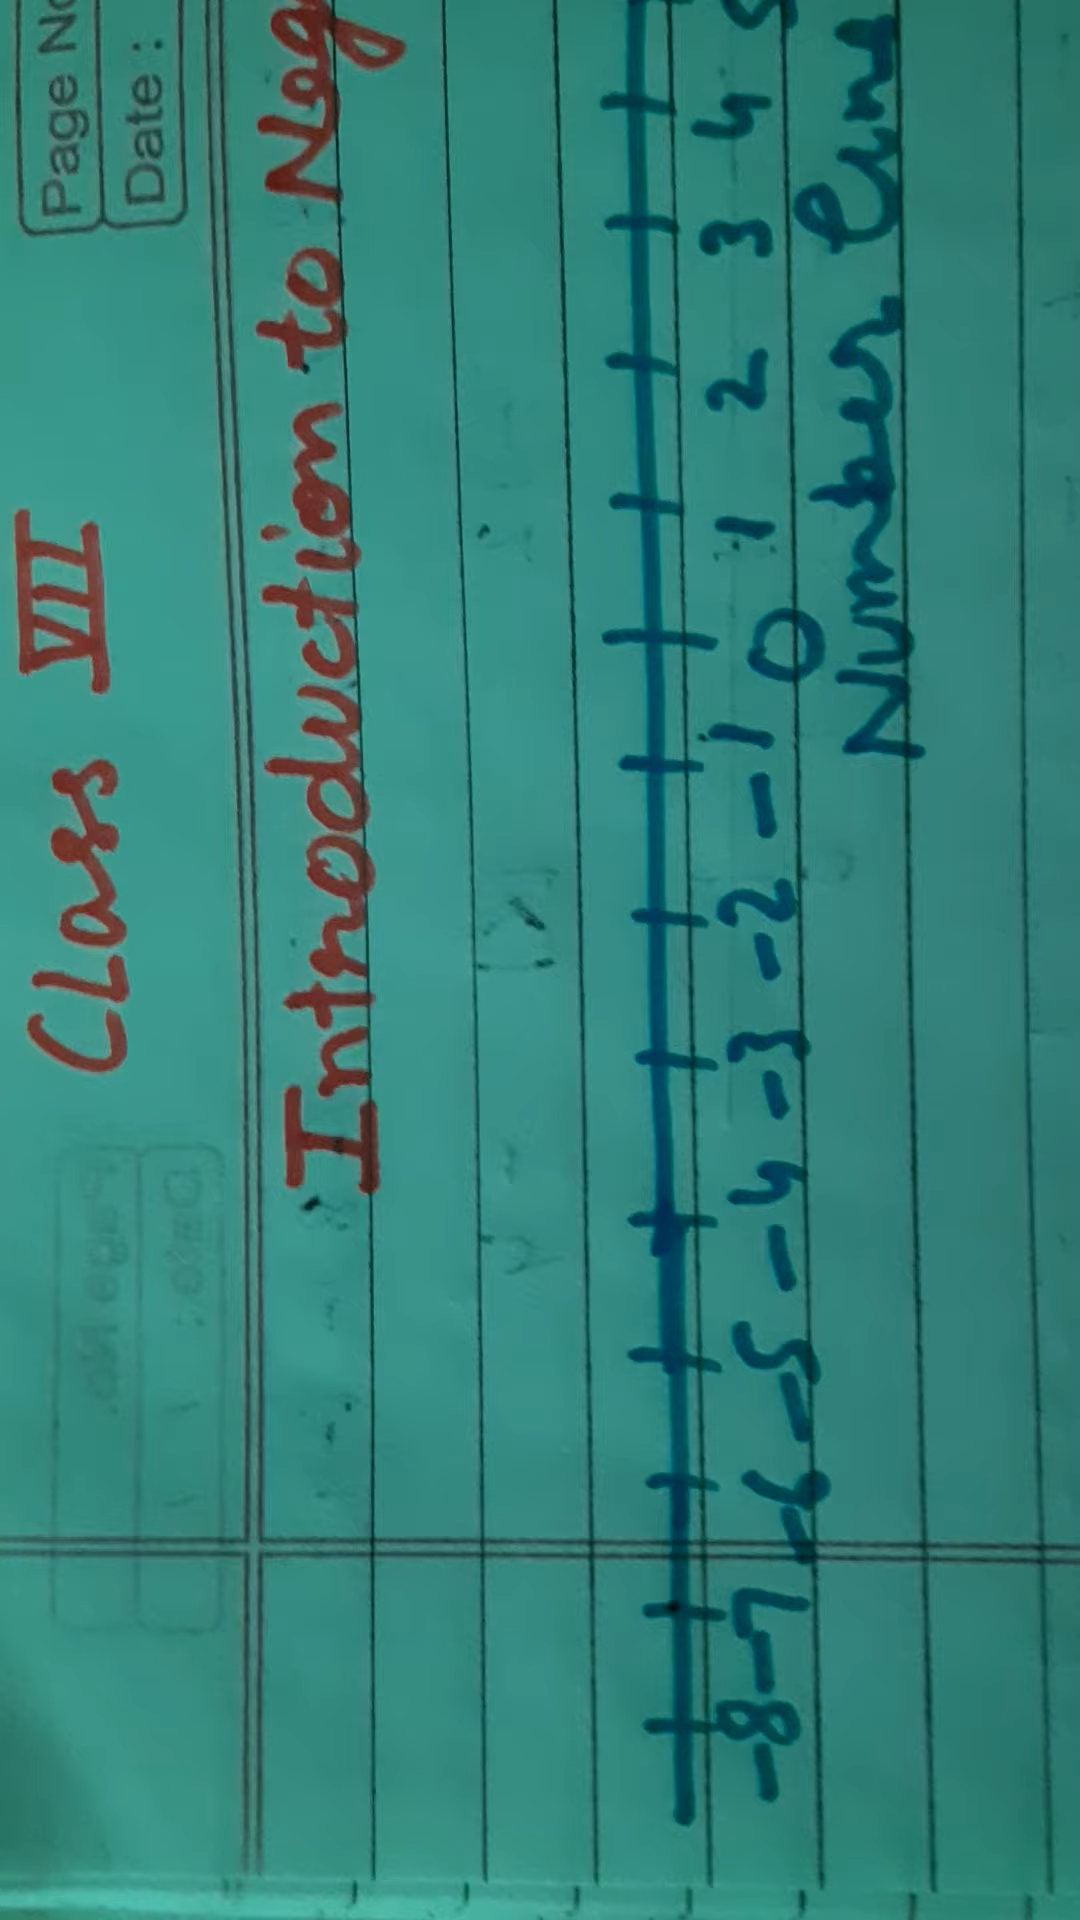 Page No
Date :
Class VII
Introduction to Neg
-8 -7 -6 -5 -4 -3 -2 -1 0 1 2 3 4 5
Number Line